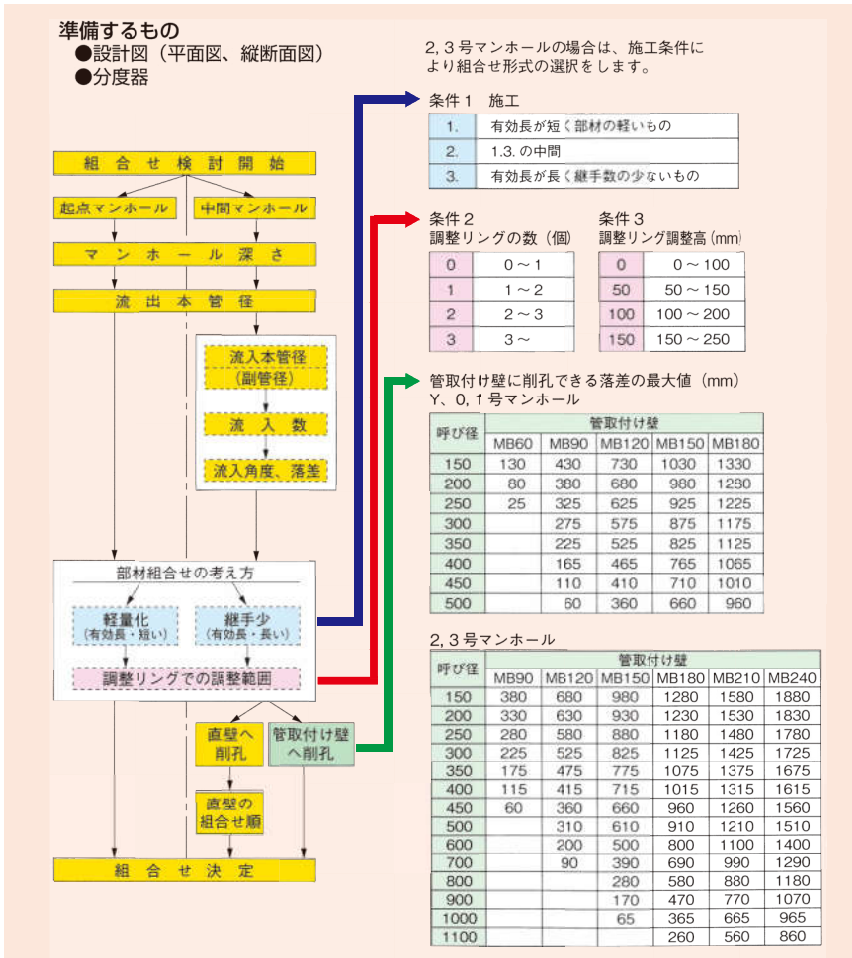 準備するもの
●設計図（平面図、縦断面図）
●分度器
組合せ検討開始
起点マンホール 中間マンホール
マンホール深さ
流出本管径
流入本管径
（副管径）
流入数
流入角度、落差
部材組合せの考え方
軽量化 継手少
（有効長・短い） （有効長・長い）
調整リングでの調整範囲
直壁へ 管取付け壁
削孔 へ削孔
直壁の
組合せ順
組合せ決定
2, 3号マンホールの場合は、施工条件に
より組合せ形式の選択をします。
条件1 施工
1. 有効長が短く部材の軽いもの
2. 1.3. の中間
3. 有効長が長く継手数の少ないもの
条件2
調整リングの数（個）
0 0～1
1 1～2
2 2～3
3 3～
条件3
調整リング調整高(mm)
0 0～100
50 50～150
100 100～200
150 150～250
管取付け壁に削孔できる落差の最大値（mm）
Y、0, 1号マンホール
呼び径 管取付け壁
MB60 MB90 MB120 MB150 MB180
150 130 430 730 1030 1330
200 80 380 680 980 1280
250 25 325 625 925 1225
300 275 575 875 1175
350 225 525 825 1125
400 165 465 765 1065
450 110 410 710 1010
500 60 360 660 960
2, 3号マンホール
呼び径 管取付け壁
MB90 MB120 MB150 MB180 MB210 MB240
150 380 680 980 1280 1580 1880
200 330 630 930 1230 1530 1830
250 280 580 880 1180 1480 1780
300 225 525 825 1125 1425 1725
350 175 475 775 1075 1375 1675
400 115 415 715 1015 1315 1615
450 60 360 660 960 1260 1560
500 310 610 910 1210 1510
600 200 500 800 1100 1400
700 90 390 690 990 1290
800 280 580 880 1180
900 170 470 770 1070
1000 65 365 665 965
1100 260 560 860